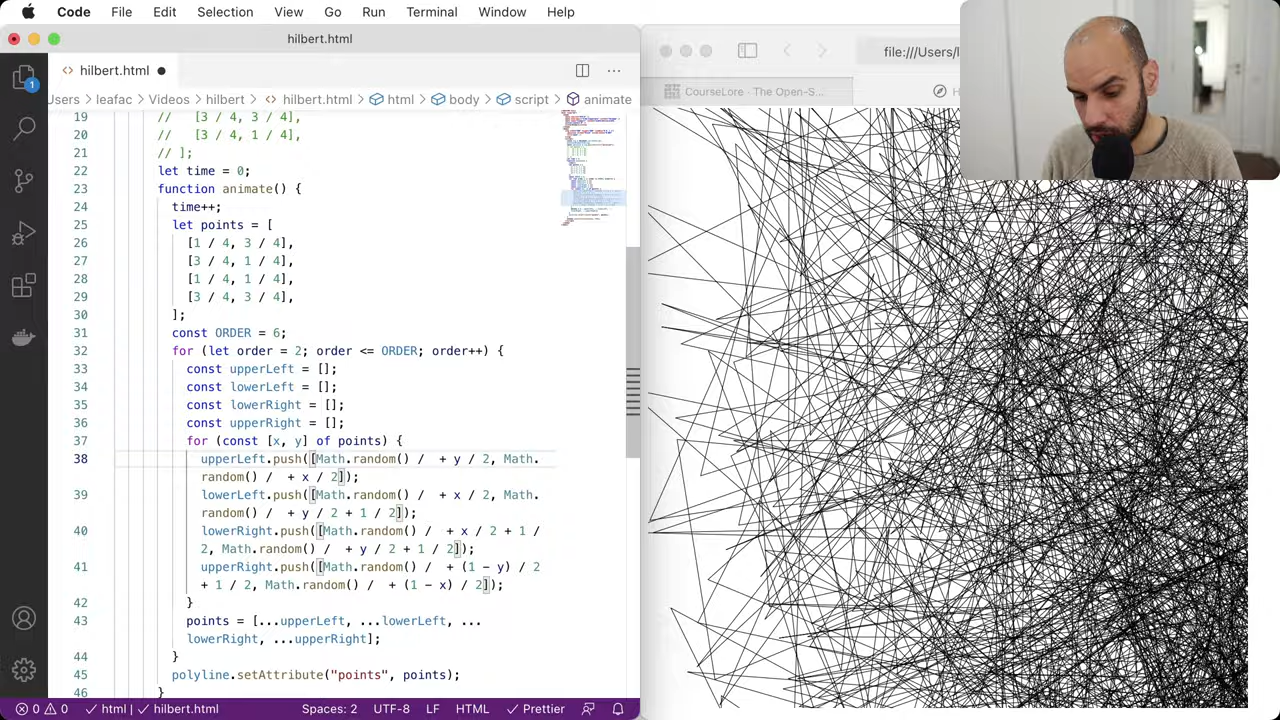 Code File Edit Selection View Go Run Terminal Window Help
hilbert.html
hilbert.html
Users leafac Videos hilbert hilbert.html html body script animate
file:///Users/l
CourseLore · The Open-S...
19 // [3 / 4, 3 / 4],
20 // [3 / 4, 1 / 4],
21 // ];
22 let time = 0;
23 function animate() {
24 time++;
25 let points = [
26 [1 / 4, 3 / 4],
27 [3 / 4, 1 / 4],
28 [1 / 4, 1 / 4],
29 [3 / 4, 3 / 4],
30 ];
31 const ORDER = 6;
32 for (let order = 2; order <= ORDER; order++) {
33 const upperLeft = [];
34 const lowerLeft = [];
35 const lowerRight = [];
36 const upperRight = [];
37 for (const [x, y] of points) {
38 upperLeft.push([Math.random() /  + y / 2, Math.
random() /  + x / 2]);
39 lowerLeft.push([Math.random() /  + x / 2, Math.
random() /  + y / 2 + 1 / 2]);
40 lowerRight.push([Math.random() /  + x / 2 + 1 /
2, Math.random() /  + y / 2 + 1 / 2]);
41 upperRight.push([Math.random() /  + (1 - y) / 2
+ 1 / 2, Math.random() /  + (1 - x) / 2]);
42 }
43 points = [...upperLeft, ...lowerLeft, ...
lowerRight, ...upperRight];
44 }
45 polyline.setAttribute("points", points);
46 }
1
0 0 html | hilbert.html Spaces: 2 UTF-8 LF HTML Prettier